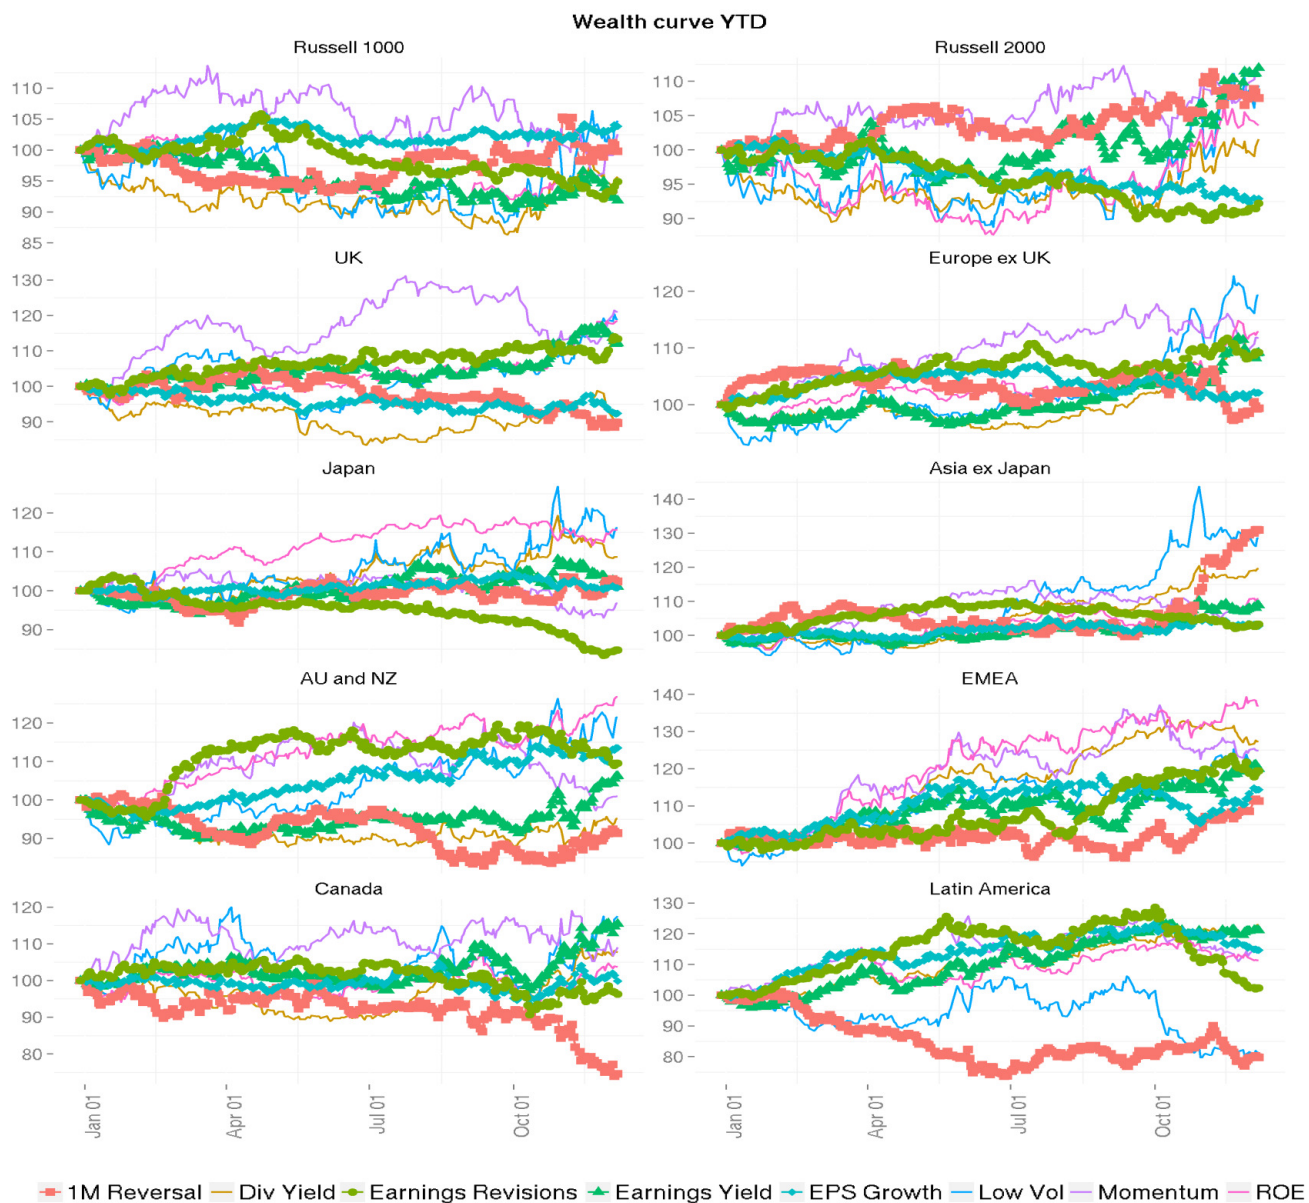 Wealth curve YTD
Russell 1000
Russell 2000
110
105
100
95
90
85
110
105
100
95
90
UK
Europe ex UK
130
120
110
100
90
120
110
100
Japan
Asia ex Japan
120
110
100
90
140
130
120
110
100
AU and NZ
EMEA
120
110
100
90
140
130
120
110
100
Canada
Latin America
120
110
100
90
80
130
120
110
100
90
80
Jan 01
Apr 01
Jul 01
Oct 01
Jan 01
Apr 01
Jul 01
Oct 01
1M Reversal Div Yield Earnings Revisions Earnings Yield EPS Growth Low Vol Momentum ROE